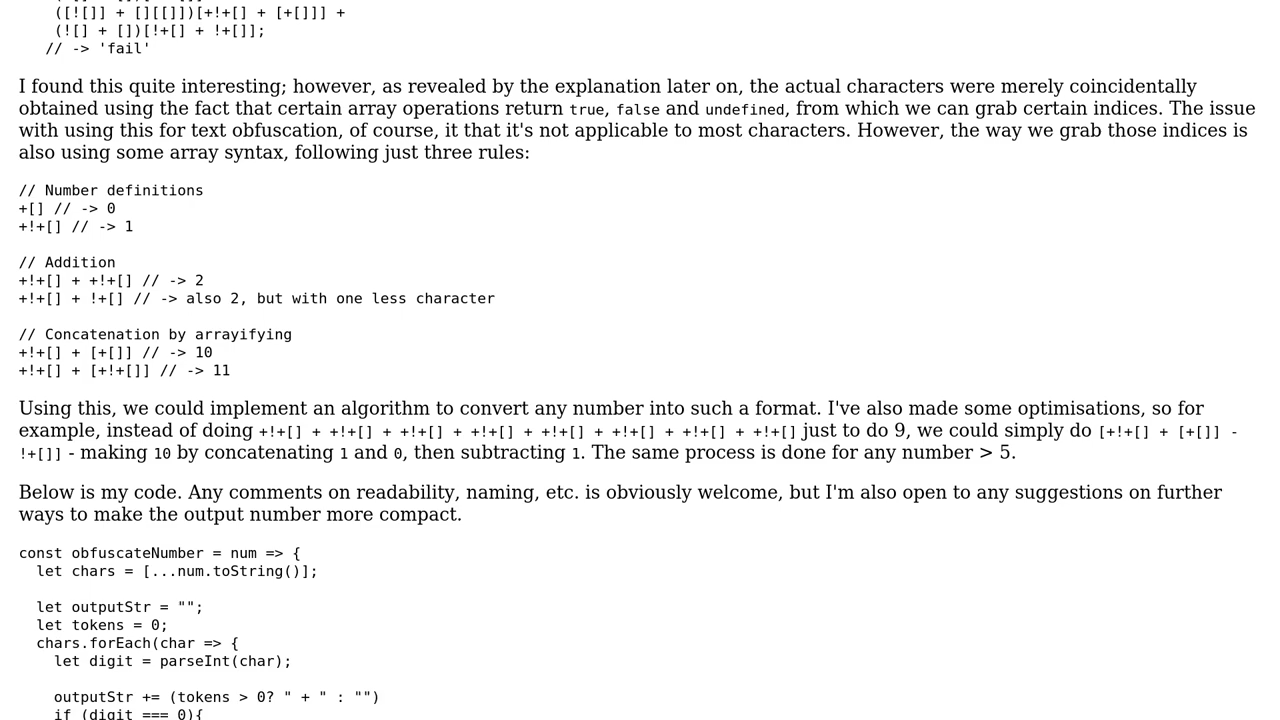 ([![]] + [][[]])[+!+[] + [+[]]] +
(![] + [])[!+[] + !+[]];
// -> 'fail'
I found this quite interesting; however, as revealed by the explanation later on, the actual characters were merely coincidentally
obtained using the fact that certain array operations return true, false and undefined, from which we can grab certain indices. The issue
with using this for text obfuscation, of course, it that it's not applicable to most characters. However, the way we grab those indices is
also using some array syntax, following just three rules:
// Number definitions
+[] // -> 0
+!+[] // -> 1
// Addition
+!+[] + +!+[] // -> 2
+!+[] + !+[] // -> also 2, but with one less character
// Concatenation by arrayifying
+!+[] + [+[]] // -> 10
+!+[] + [+!+[]] // -> 11
Using this, we could implement an algorithm to convert any number into such a format. I've also made some optimisations, so for
example, instead of doing +!+[] + +!+[] + +!+[] + +!+[] + +!+[] + +!+[] + +!+[] + +!+[] just to do 9, we could simply do [+!+[] + [+[]] -
!+[]] - making 10 by concatenating 1 and 0, then subtracting 1. The same process is done for any number > 5.
Below is my code. Any comments on readability, naming, etc. is obviously welcome, but I'm also open to any suggestions on further
ways to make the output number more compact.
const obfuscateNumber = num => {
let chars = [...num.toString()];
let outputStr = "";
let tokens = 0;
chars.forEach(char => {
let digit = parseInt(char);
outputStr += (tokens > 0? " + " : "")
if (digit === 0){